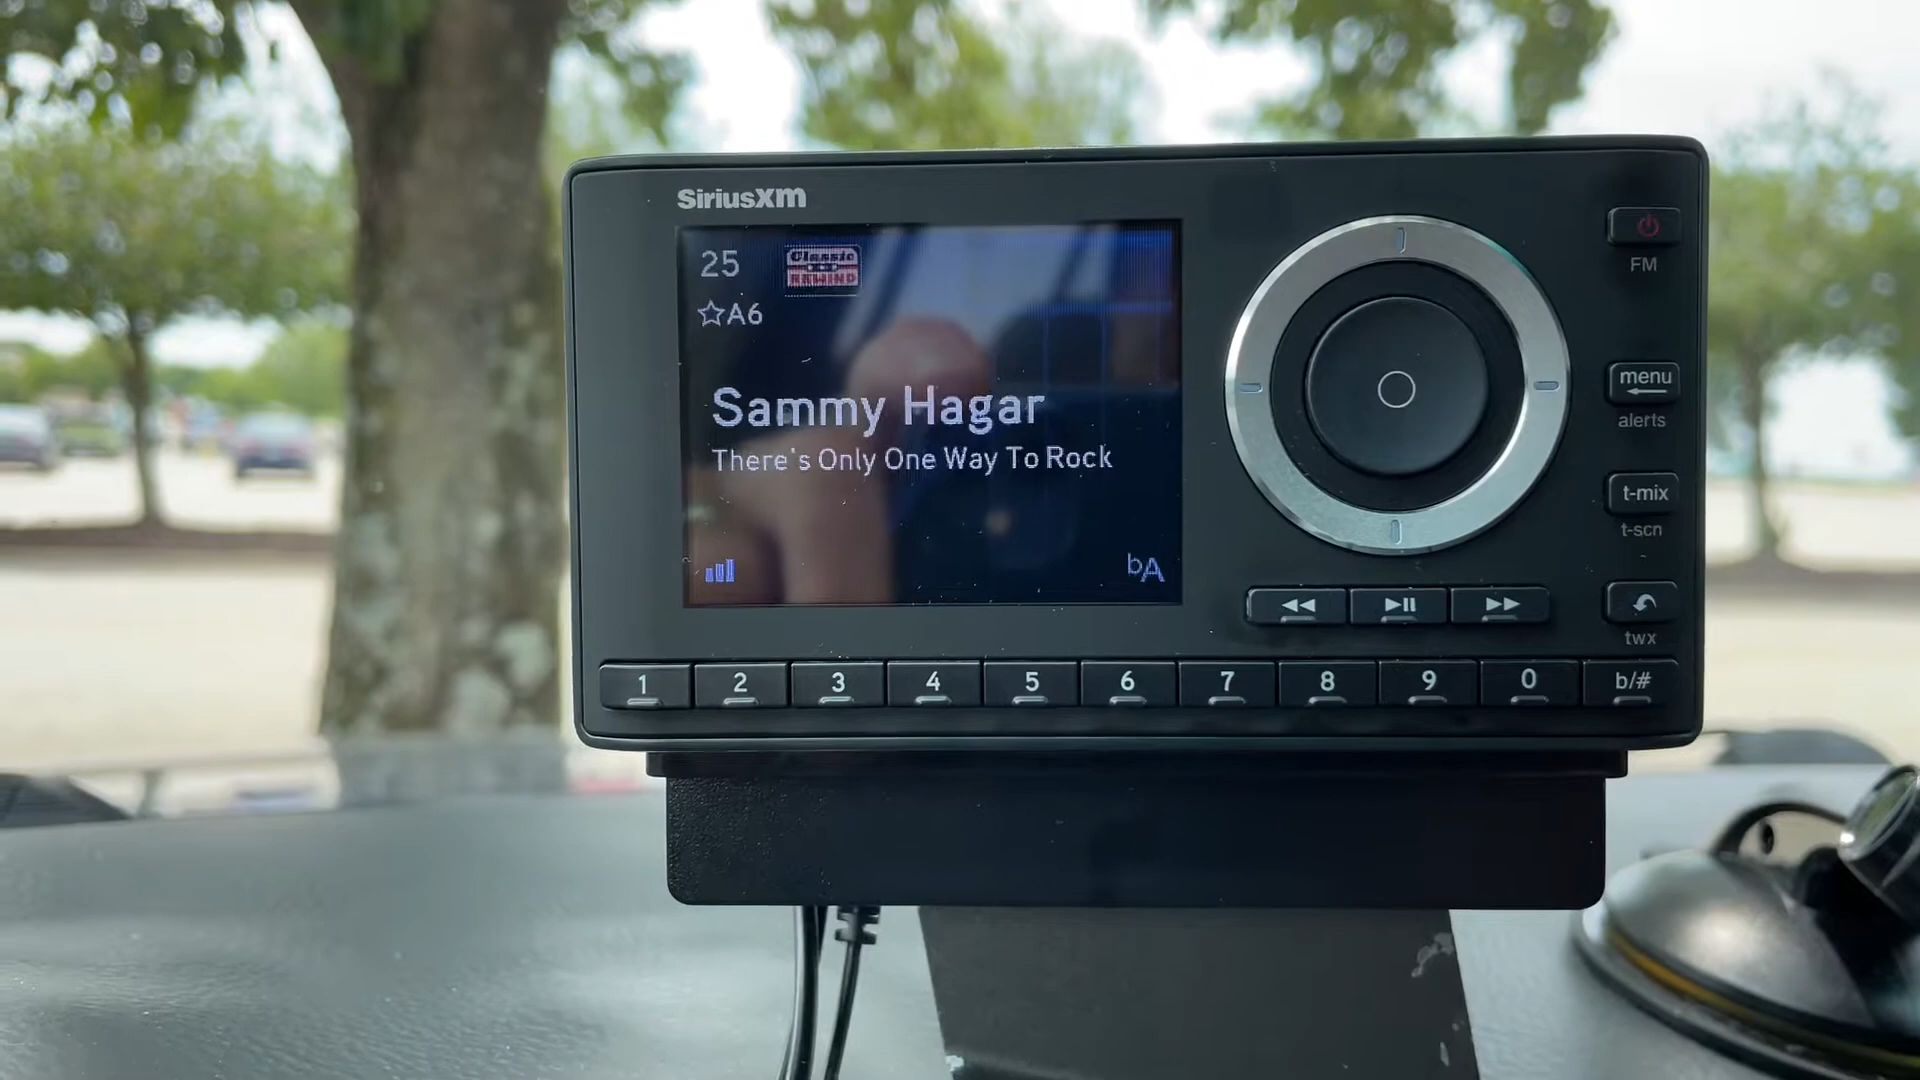 SiriusXM
25 Classic
REWIND
☆A6
Sammy Hagar
There's Only One Way To Rock
bA
FM
menu
alerts
t-mix
t-scn
twx
1 2 3 4 5 6 7 8 9 0 b/#